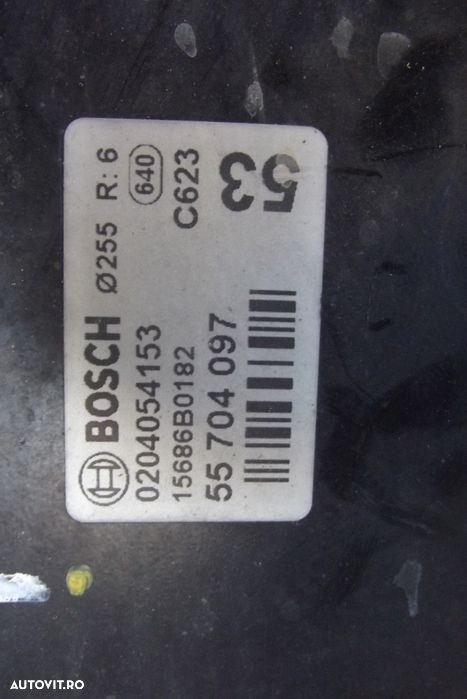 BOSCH Ø255 R: 6
0204054153 640
15686B0182 C623
55 704 097
53
AUTOVIT.RO